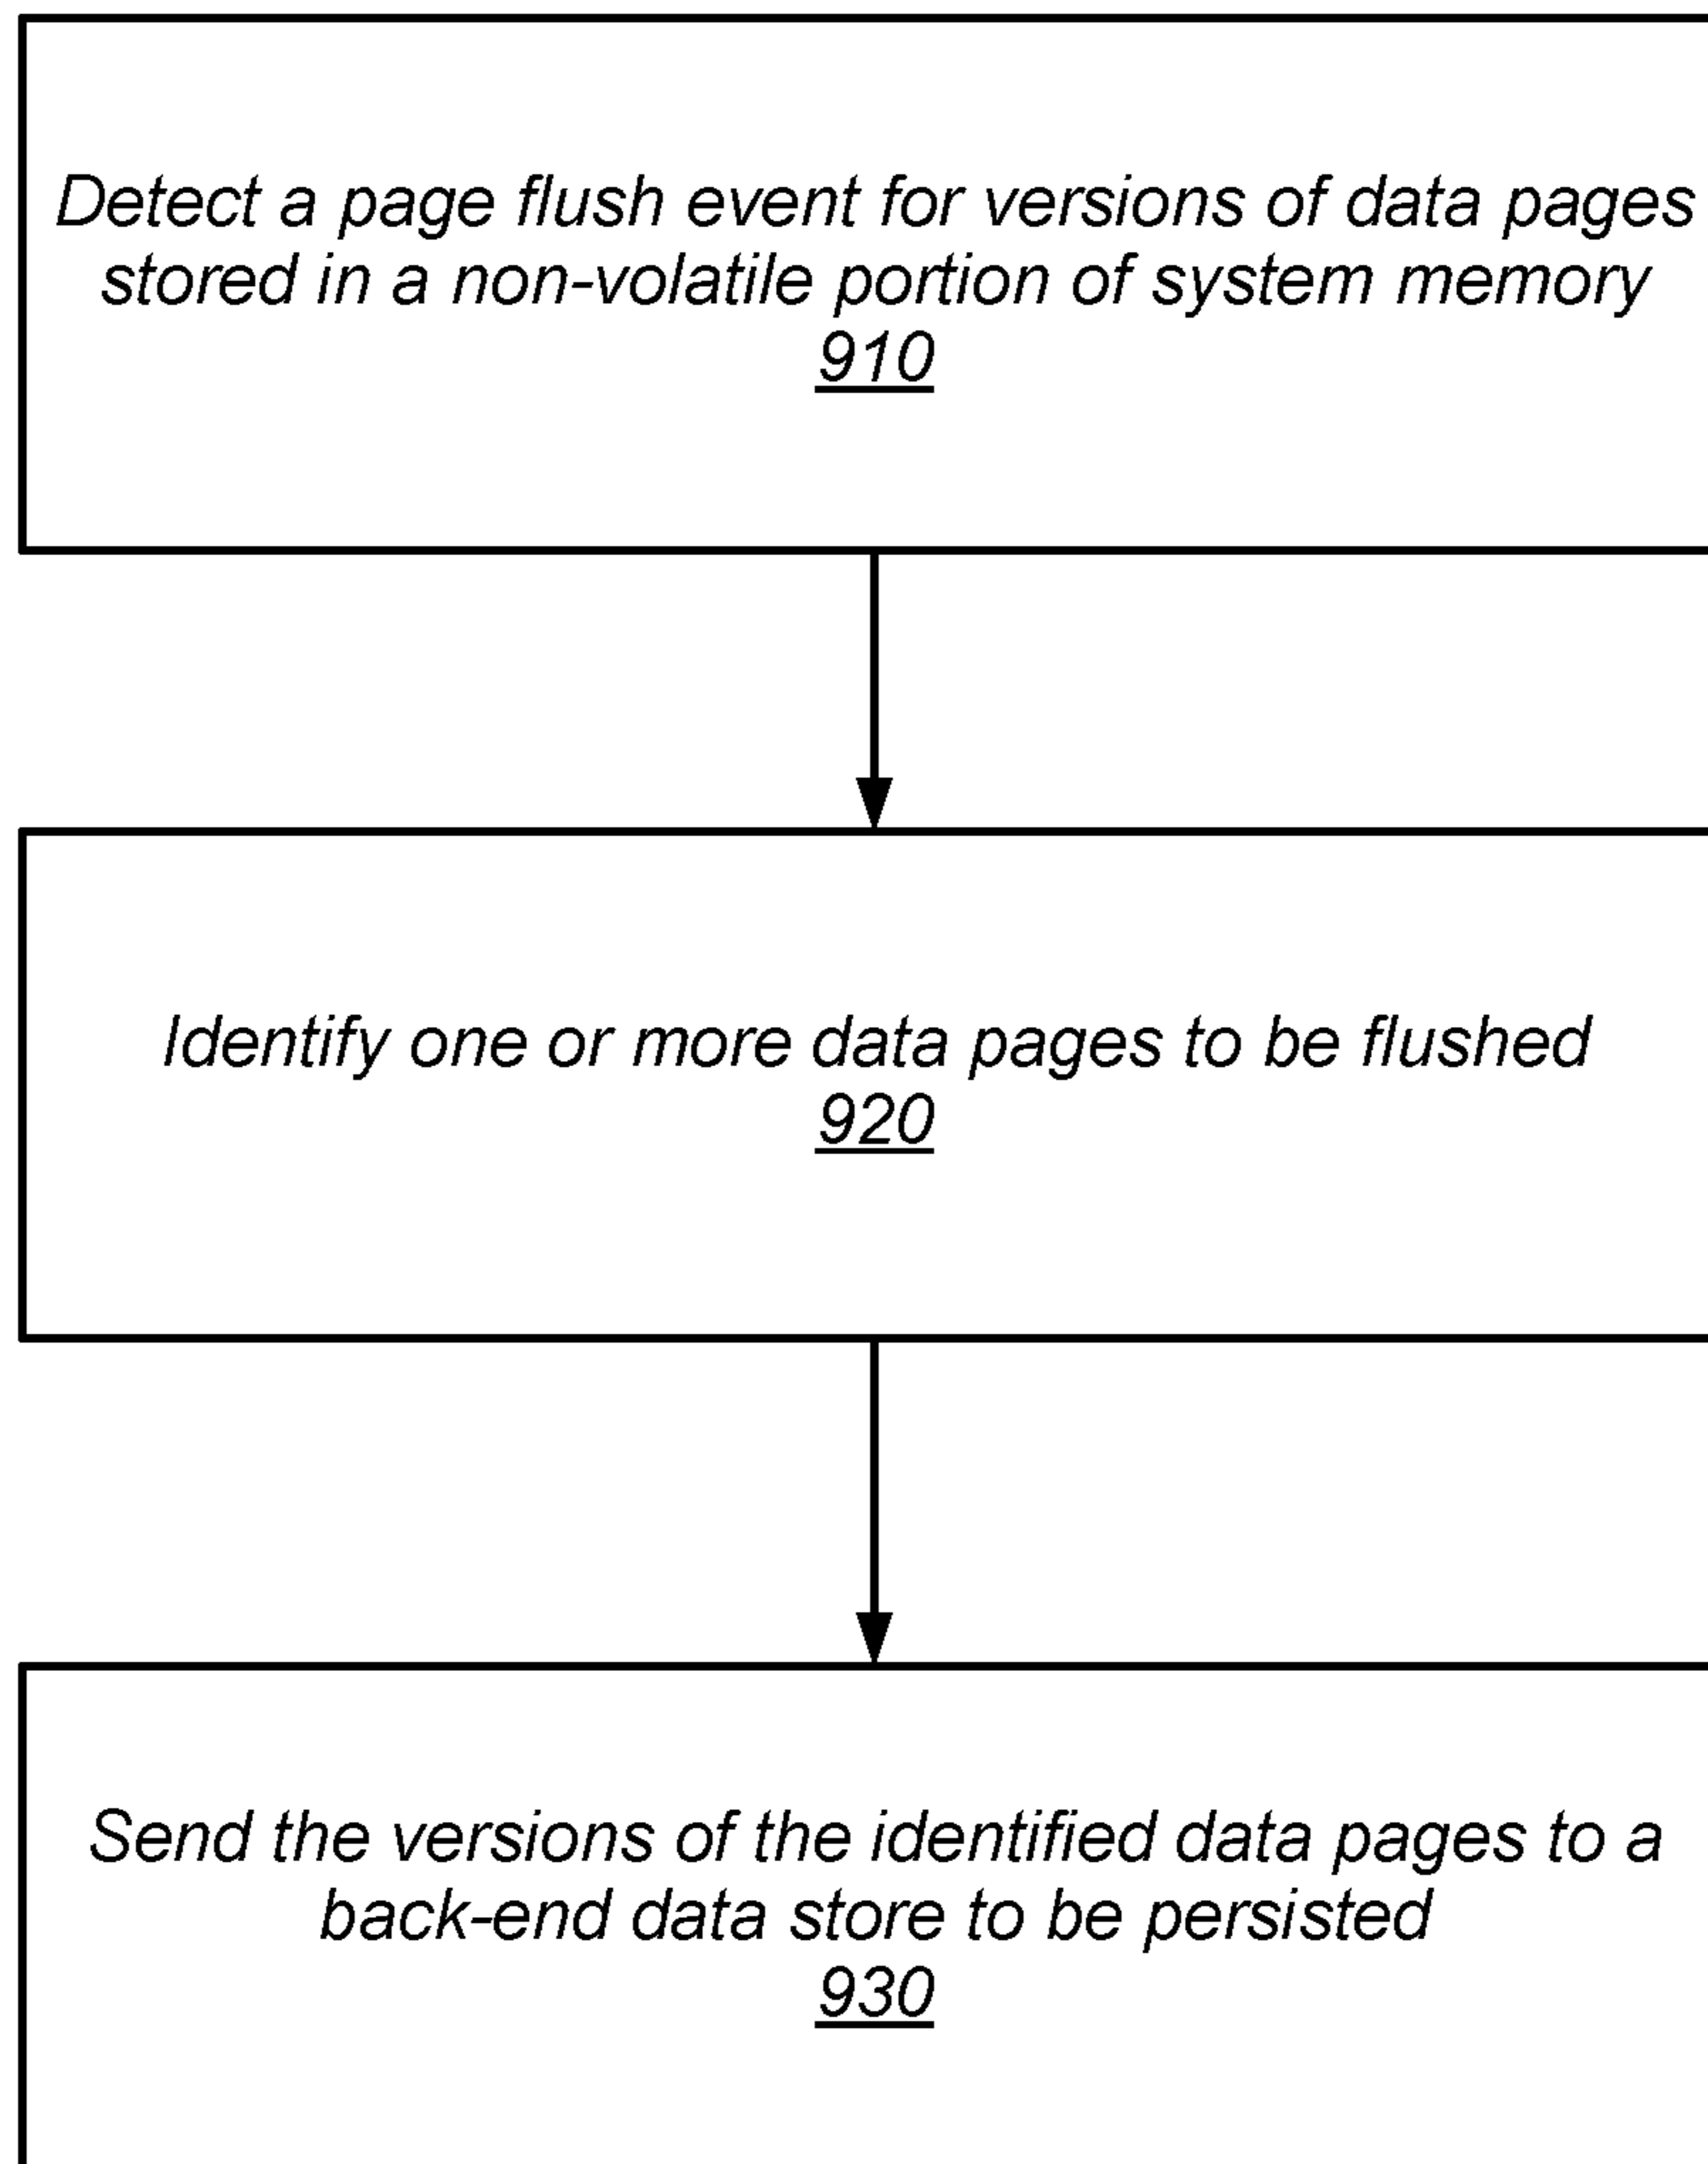 Detect a page flush event for versions of data pages
stored in a non-volatile portion of system memory
910
Identify one or more data pages to be flushed
920
Send the versions of the identified data pages to a
back-end data store to be persisted
930